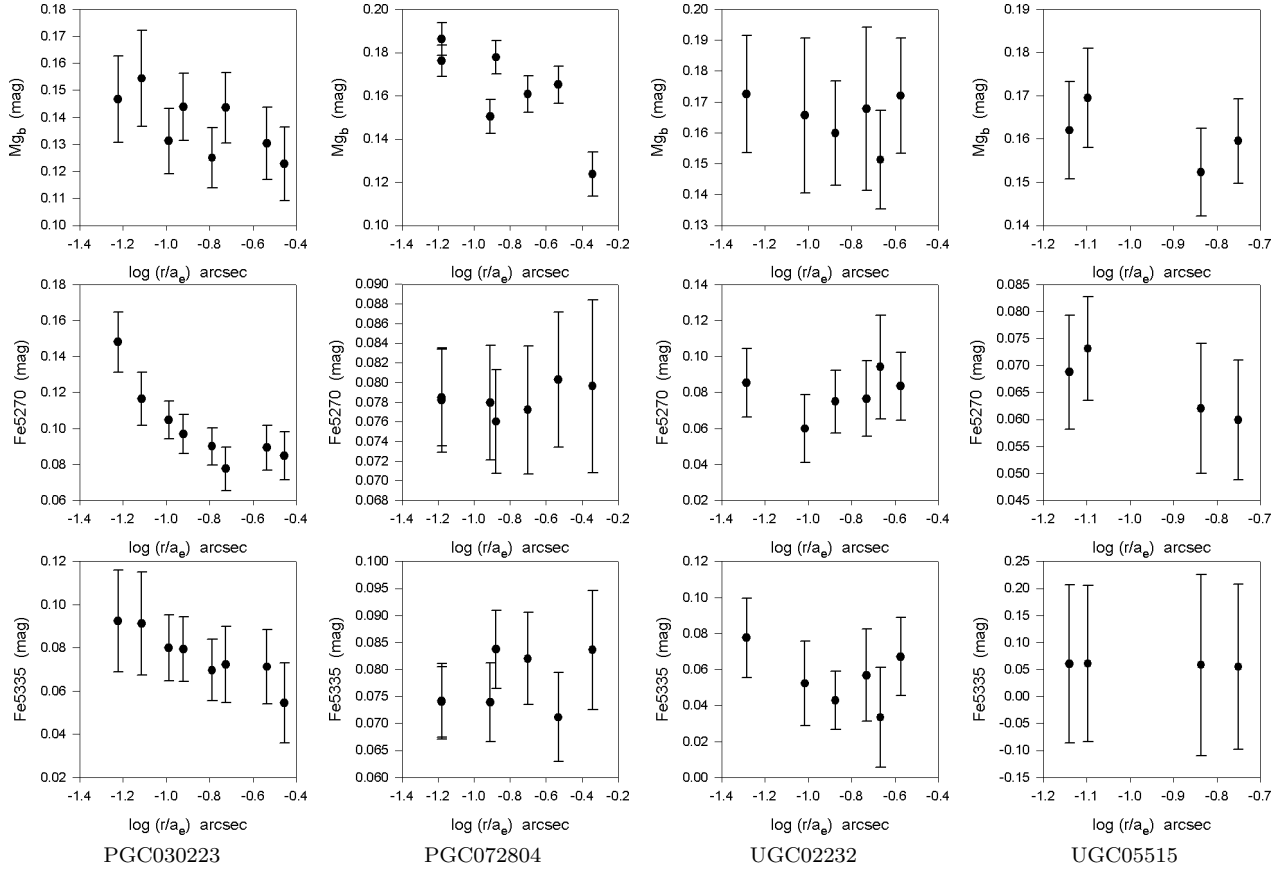 0.18 0.20 0.20 0.19
0.17
0.18 0.19 0.18
0.16 0.18
0.15 0.16 0.17
0.17
0.14
0.14 0.16 0.16
0.13
0.15
0.12 0.12 0.15
0.14
0.11
0.10 0.10 0.13 0.14
Mg_b (mag) Mg_b (mag) Mg_b (mag) Mg_b (mag)
-1.4 -1.2 -1.0 -0.8 -0.6 -0.4 -1.4 -1.2 -1.0 -0.8 -0.6 -0.4 -0.2 -1.4 -1.2 -1.0 -0.8 -0.6 -0.4 -1.2 -1.1 -1.0 -0.9 -0.8 -0.7
log (r/a_e) arcsec log (r/a_e) arcsec log (r/a_e) arcsec log (r/a_e) arcsec
0.18 0.090 0.14 0.085
0.088 0.080
0.16 0.086 0.12
0.084 0.075
0.14 0.082 0.10 0.070
0.080
0.12 0.08 0.065
0.078
0.10 0.076 0.06 0.060
0.074 0.055
0.08 0.072 0.04
0.070 0.050
0.06 0.068 0.02 0.045
Fe5270 (mag) Fe5270 (mag) Fe5270 (mag) Fe5270 (mag)
-1.4 -1.2 -1.0 -0.8 -0.6 -0.4 -1.4 -1.2 -1.0 -0.8 -0.6 -0.4 -0.2 -1.4 -1.2 -1.0 -0.8 -0.6 -0.4 -1.2 -1.1 -1.0 -0.9 -0.8 -0.7
log (r/a_e) arcsec log (r/a_e) arcsec log (r/a_e) arcsec log (r/a_e) arcsec
0.12 0.100 0.12 0.25
0.095 0.20
0.10 0.090 0.10 0.15
0.085 0.08 0.10
0.08
0.080 0.06 0.05
0.06 0.075 0.00
0.04
0.070 -0.05
0.04
0.065 0.02 -0.10
0.02 0.060 0.00 -0.15
Fe5335 (mag) Fe5335 (mag) Fe5335 (mag) Fe5335 (mag)
-1.4 -1.2 -1.0 -0.8 -0.6 -0.4 -1.4 -1.2 -1.0 -0.8 -0.6 -0.4 -0.2 -1.4 -1.2 -1.0 -0.8 -0.6 -0.4 -1.2 -1.1 -1.0 -0.9 -0.8 -0.7
log (r/a_e) arcsec log (r/a_e) arcsec log (r/a_e) arcsec log (r/a_e) arcsec
PGC030223 PGC072804 UGC02232 UGC05515